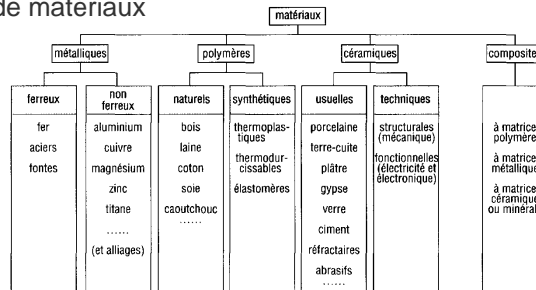 de matériaux
matériaux
métalliques
polymères
céramiques
composite
ferreux
fer
aciers
fontes
non
ferreux
aluminium
cuivre
magnésium
zinc
titane
......
(et alliages)
naturels
bois
laine
coton
soie
caoutchouc
......
synthétiques
thermoplas-
tiques
thermodur-
cissables
élastomères
usuelles
porcelaine
terre-cuite
plâtre
gypse
verre
ciment
réfractaires
abrasifs
......
techniques
structurales
(mécanique)
fonctionnelles
(électricité et
électronique)
à matrice
polymère
à matrice
métallique
à matrice
céramique
ou minéral